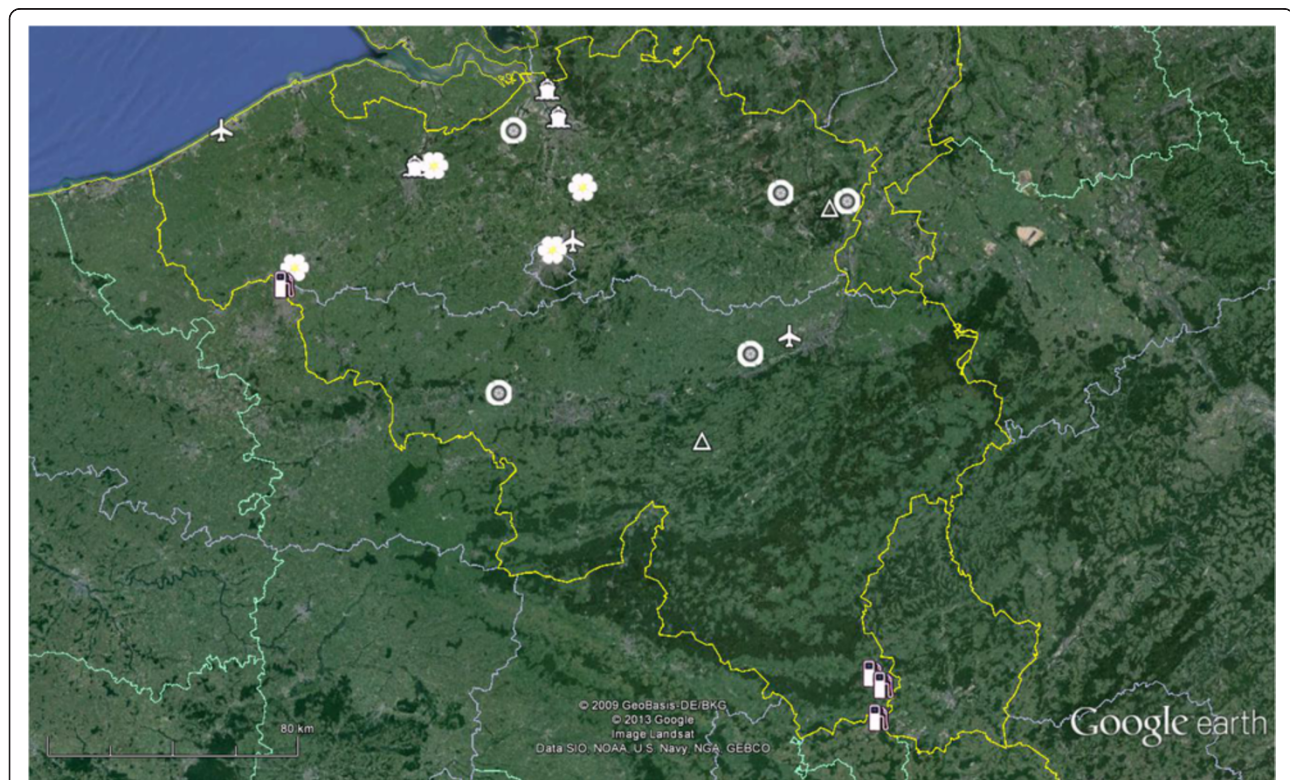 80 km
© 2009 GeoBasis-DE/BKG
© 2013 Google
Image Landsat
Data SIO, NOAA, U.S. Navy, NGA, GEBCO
Google earth